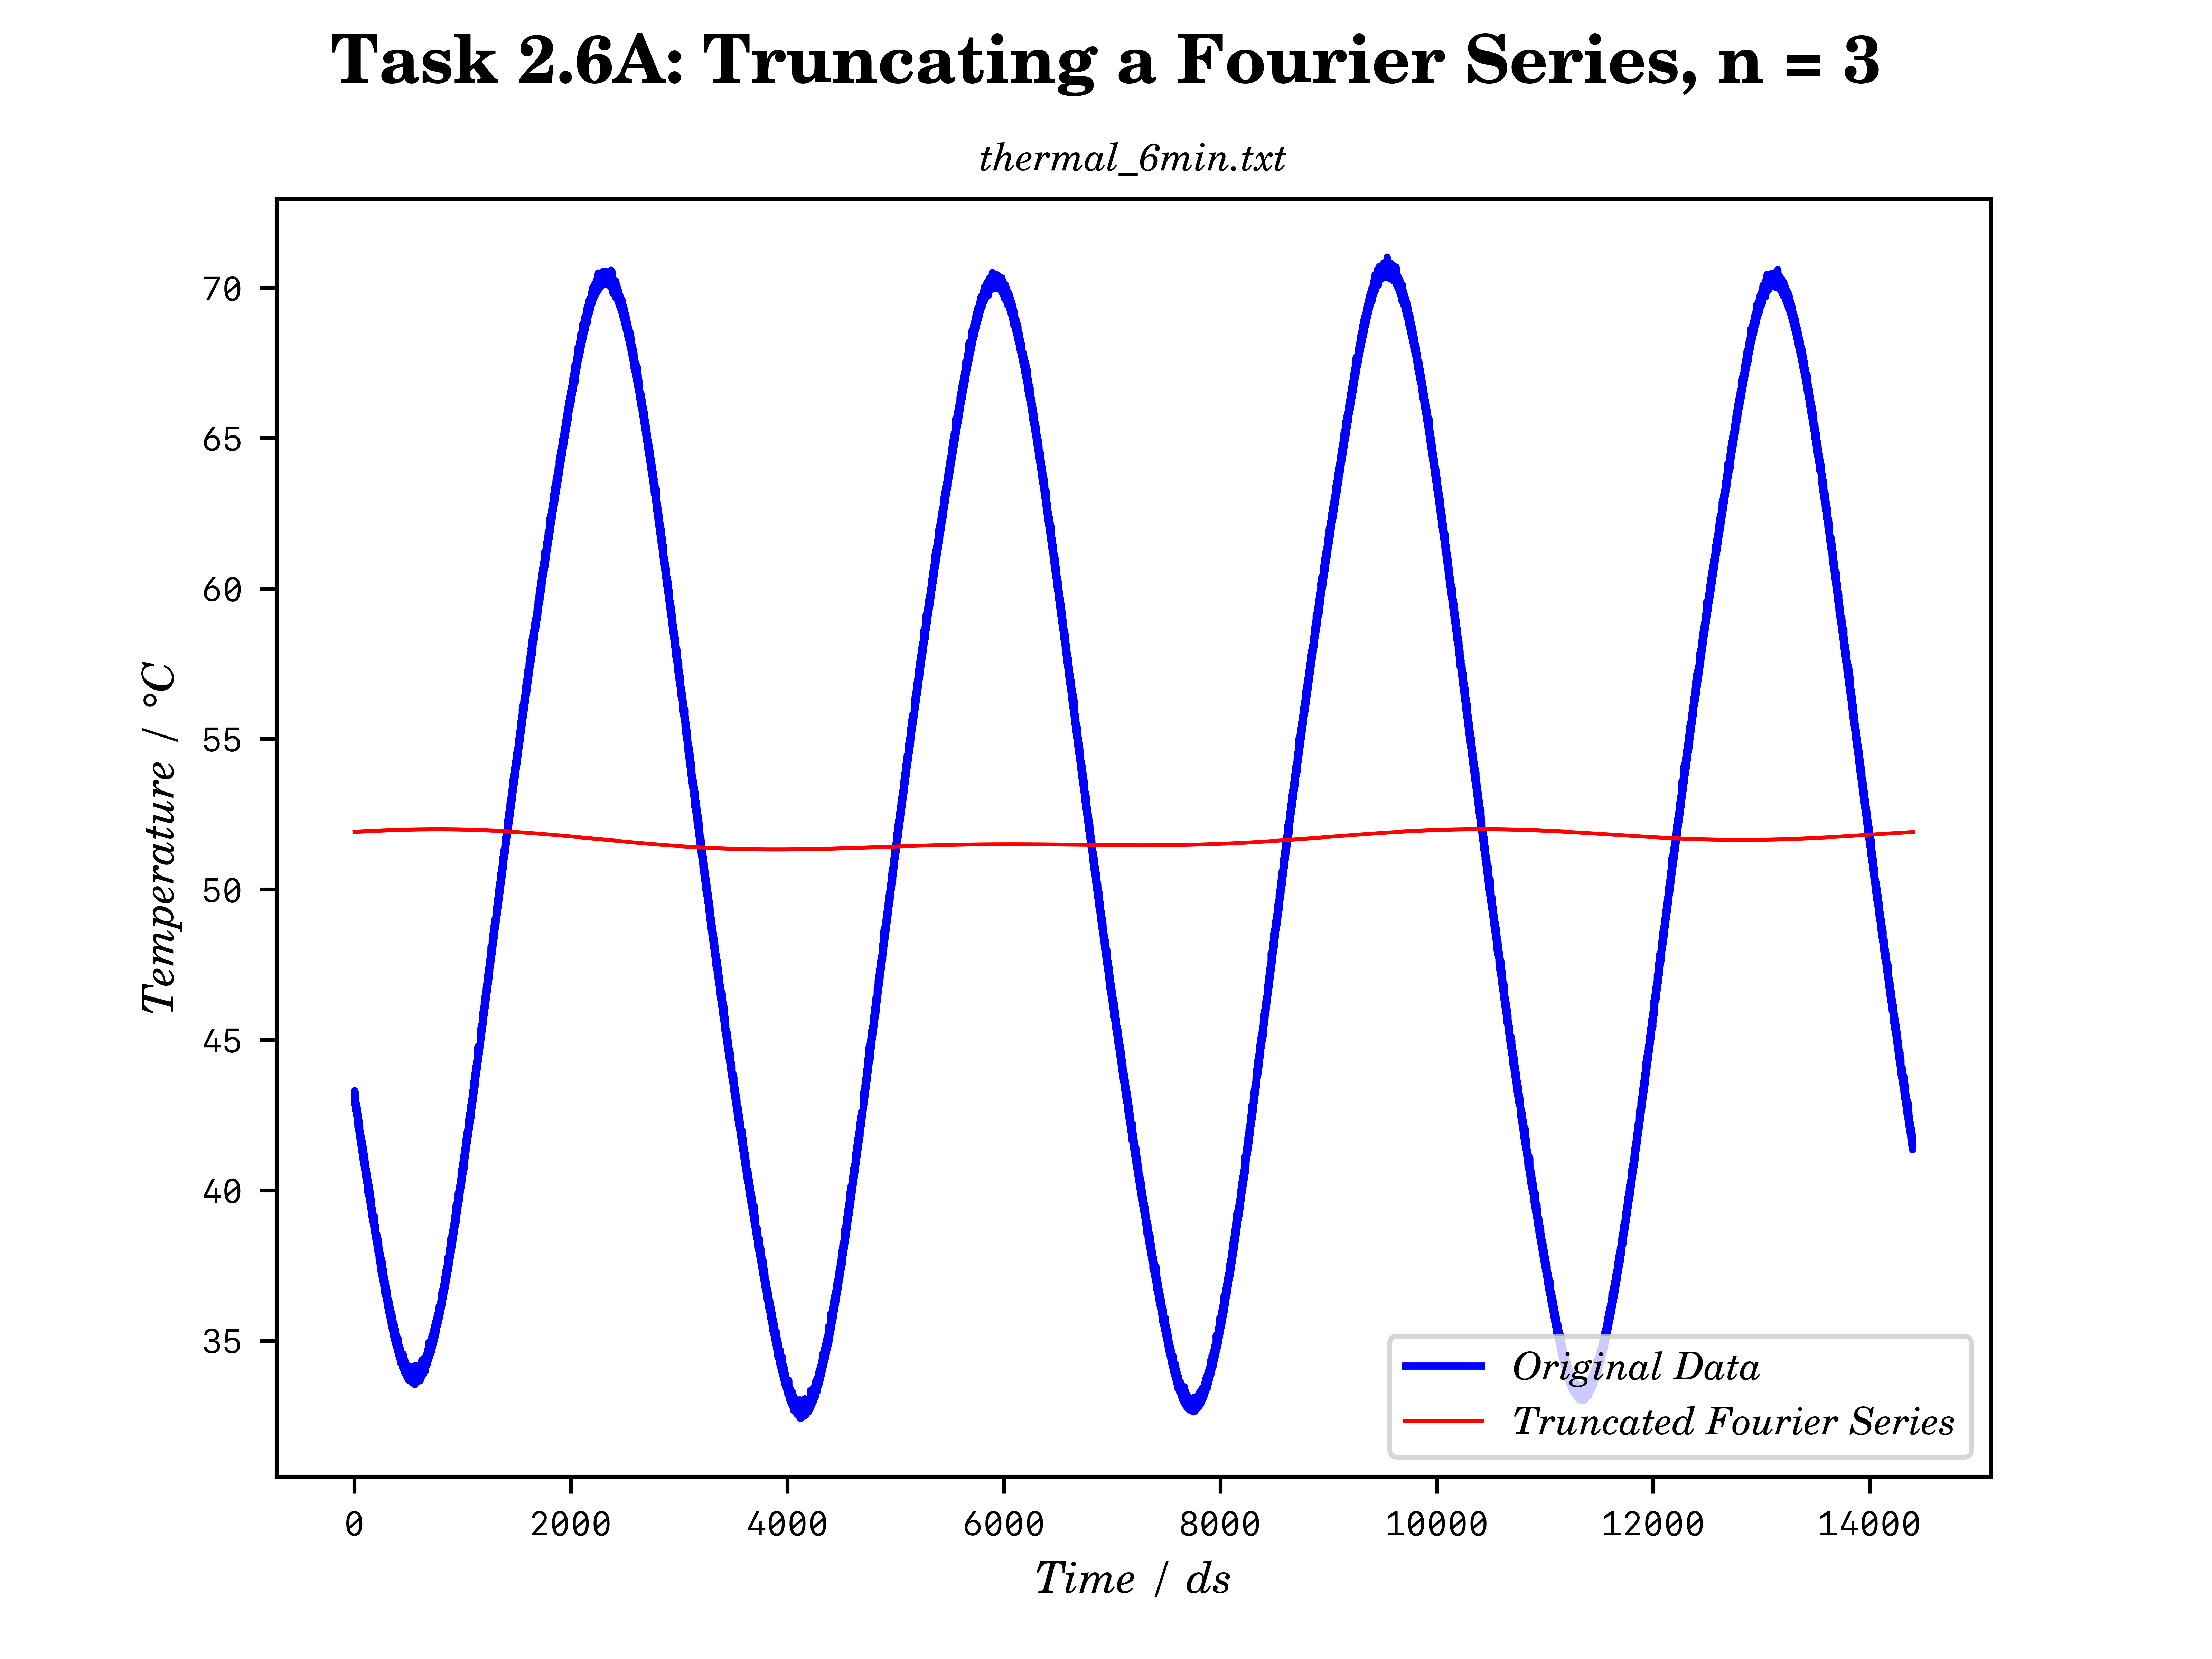 Task 2.6A: Truncating a Fourier Series, n = 3
thermal_6min.txt
70
65
60
55
50
45
40
35
Temperature / °C
Original Data
Truncated Fourier Series
0 2000 4000 6000 8000 10000 12000 14000
Time / ds